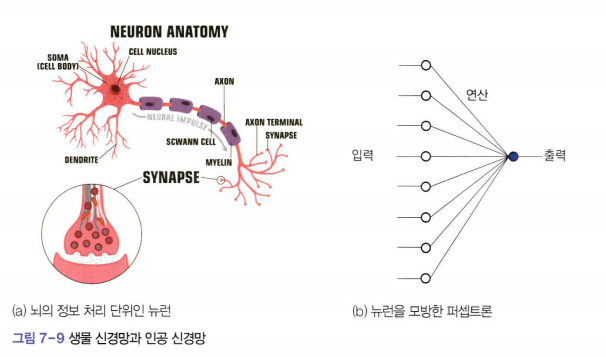 NEURON ANATOMY
SOMA
(CELL BODY)
CELL NUCLEUS
AXON
NEURAL IMPULSE
AXON TERMINAL
SYNAPSE
SCHWANN CELL
DENDRITE
MYELIN
SYNAPSE
연산
입력
출력
(a) 뇌의 정보 처리 단위인 뉴런
(b) 뉴런을 모방한 퍼셉트론
그림 7-9 생물 신경망과 인공 신경망